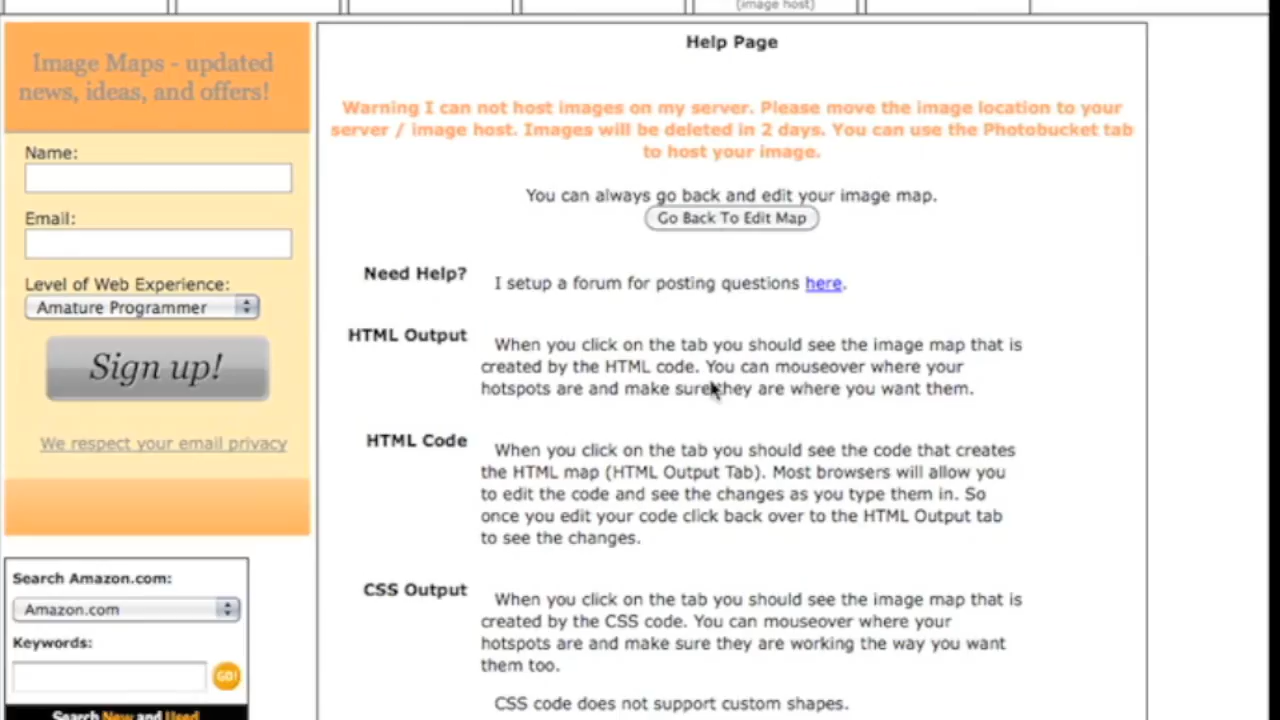 (image host)
Image Maps - updated
news, ideas, and offers!
Name:
Email:
Level of Web Experience:
Amature Programmer
Sign up!
We respect your email privacy
Search Amazon.com:
Amazon.com
Keywords:
GO!
Search New and Used
Help Page
Warning I can not host images on my server. Please move the image location to your
server / image host. Images will be deleted in 2 days. You can use the Photobucket tab
to host your image.
You can always go back and edit your image map.
Go Back To Edit Map
Need Help?
I setup a forum for posting questions here.
HTML Output
When you click on the tab you should see the image map that is
created by the HTML code. You can mouseover where your
hotspots are and make sure they are where you want them.
HTML Code
When you click on the tab you should see the code that creates
the HTML map (HTML Output Tab). Most browsers will allow you
to edit the code and see the changes as you type them in. So
once you edit your code click back over to the HTML Output tab
to see the changes.
CSS Output
When you click on the tab you should see the image map that is
created by the CSS code. You can mouseover where your
hotspots are and make sure they are working the way you want
them too.
CSS code does not support custom shapes.